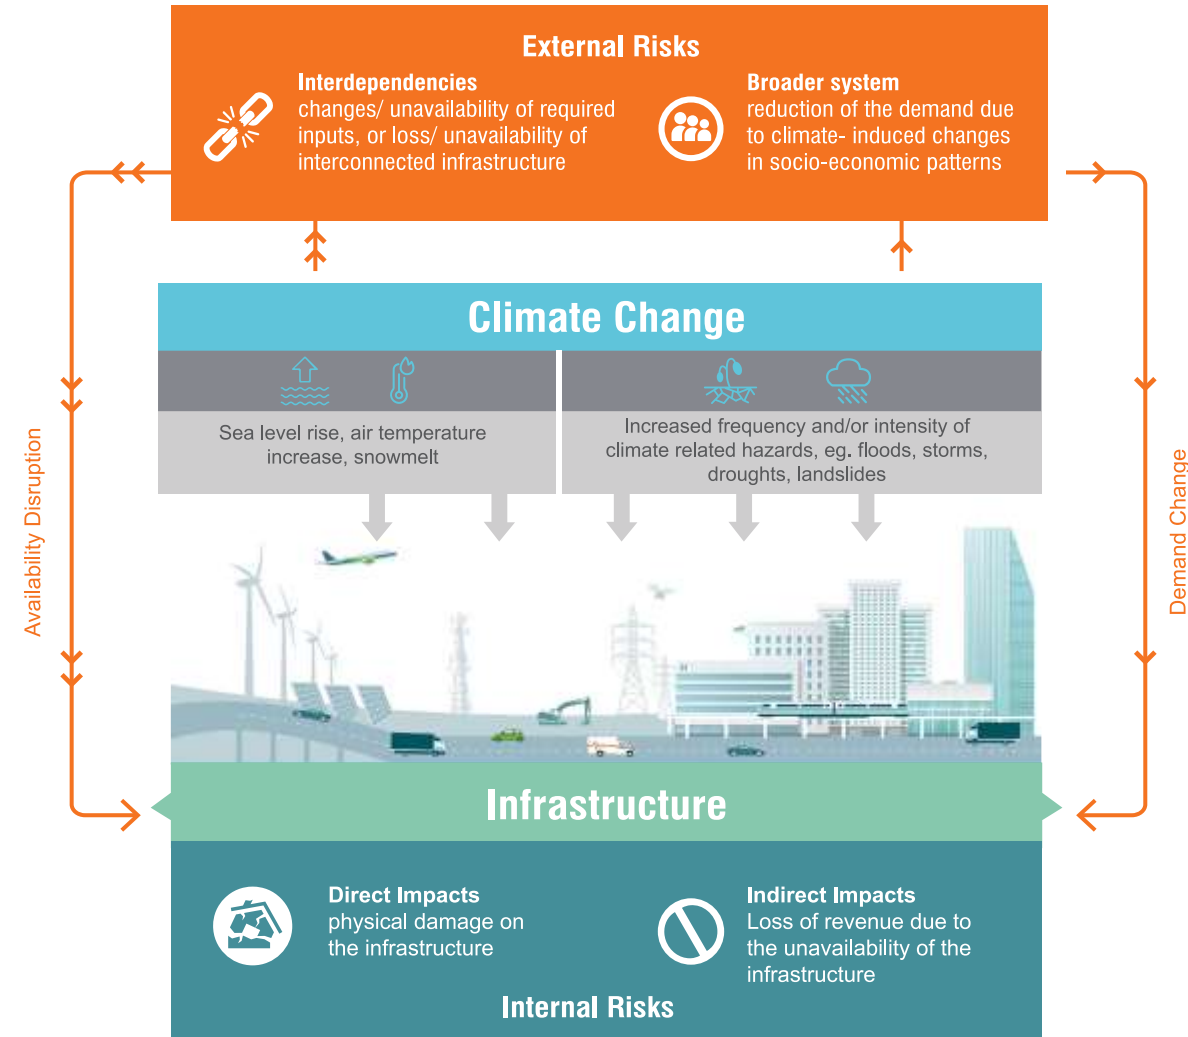 External Risks
Interdependencies
changes/ unavailability of required
inputs, or loss/ unavailability of
interconnected infrastructure
Broader system
reduction of the demand due
to climate- induced changes
in socio-economic patterns
Climate Change
Sea level rise, air temperature
increase, snowmelt
Increased frequency and/or intensity of
climate related hazards, eg. floods, storms,
droughts, landslides
Availability Disruption
Demand Change
Infrastructure
Direct Impacts
physical damage on
the infrastructure
Indirect Impacts
Loss of revenue due to
the unavailability of the
infrastructure
Internal Risks